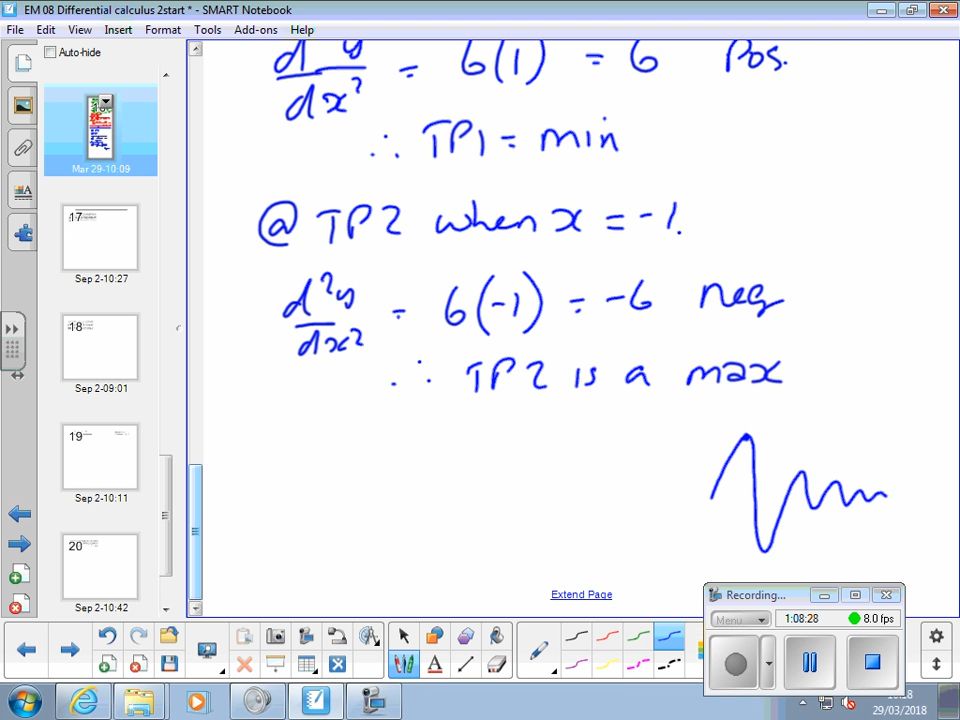 EM 08 Differential calculus 2start * - SMART Notebook
File Edit View Insert Format Tools Add-ons Help
Auto-hide
Mar 29-10:09
17
Sep 2-10:27
18
Sep 2-09:01
19
Sep 2-10:11
20
Sep 2-10:42
d²y/dx² = 6(1) = 6 Pos.
∴ TP1 = min
@ TP2 when x = -1.
d²y/dx² = 6(-1) = -6 neg
∴ TP2 is a max
Extend Page
Recording...
Menu
1:08:28
8.0 fps
A
29/03/2018